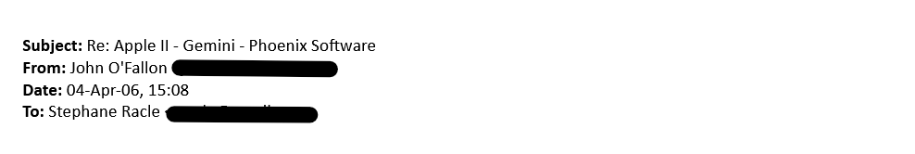 Subject: Re: Apple II - Gemini - Phoenix Software
From: John O'Fallon
Date: 04-Apr-06, 15:08
To: Stephane Racle